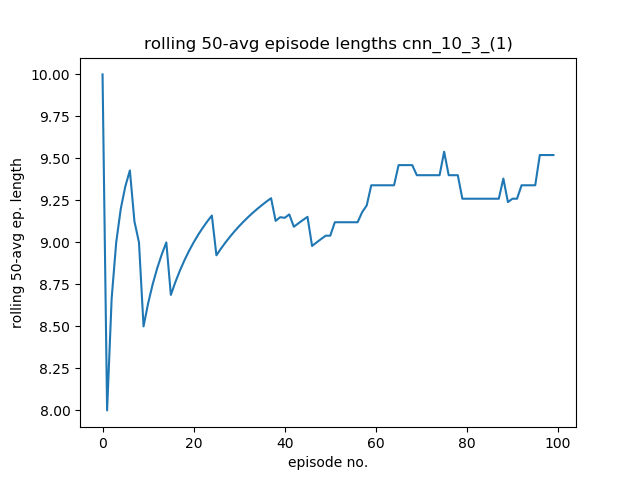 rolling 50-avg episode lengths cnn_10_3_(1)
10.00
9.75
9.50
9.25
9.00
8.75
8.50
8.25
8.00
rolling 50-avg ep. length
0 20 40 60 80 100
episode no.